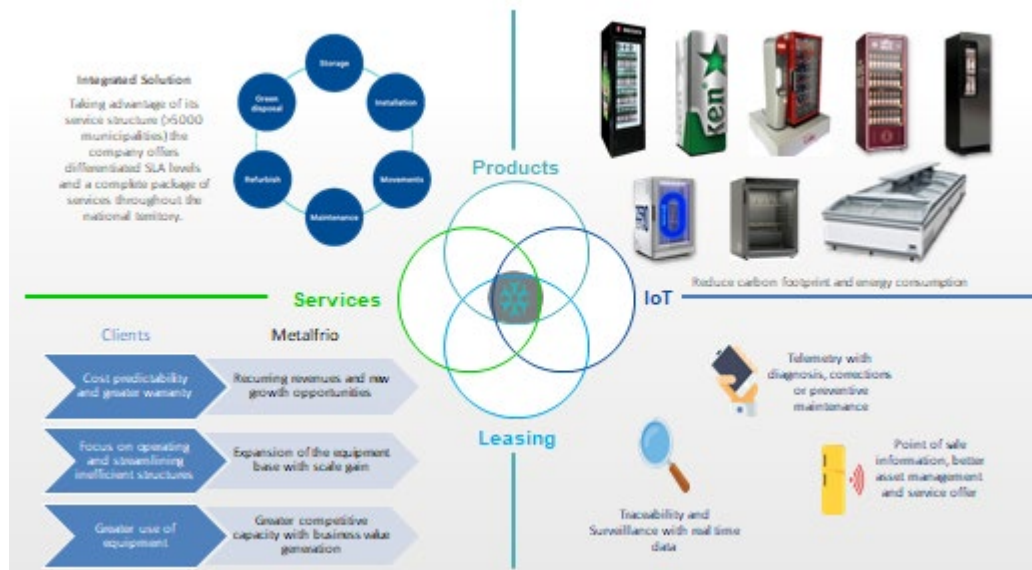 Integrated Solution
Taking advantage of its
service structure (>5000
municipalities) the
company offers
differentiated SLA levels
and a complete package of
services throughout the
national territory.
Storage
Installation
Movements
Maintenance
Refurbish
Green
disposal
Products
Reduce carbon footprint and energy consumption
Services
IoT
Leasing
Clients
Metalfrio
Cost predictability
and greater warranty
Recurring revenues and new
growth opportunities
Focus on operating
and streamlining
inefficient structures
Expansion of the equipment
base with scale gain
Greater use of
equipment
Greater competitive
capacity with business value
generation
Telemetry with
diagnosis, corrections
or preventive
maintenance
Point of sale
information, better
asset management
and service offer
Traceability and
Surveillance with real time
data